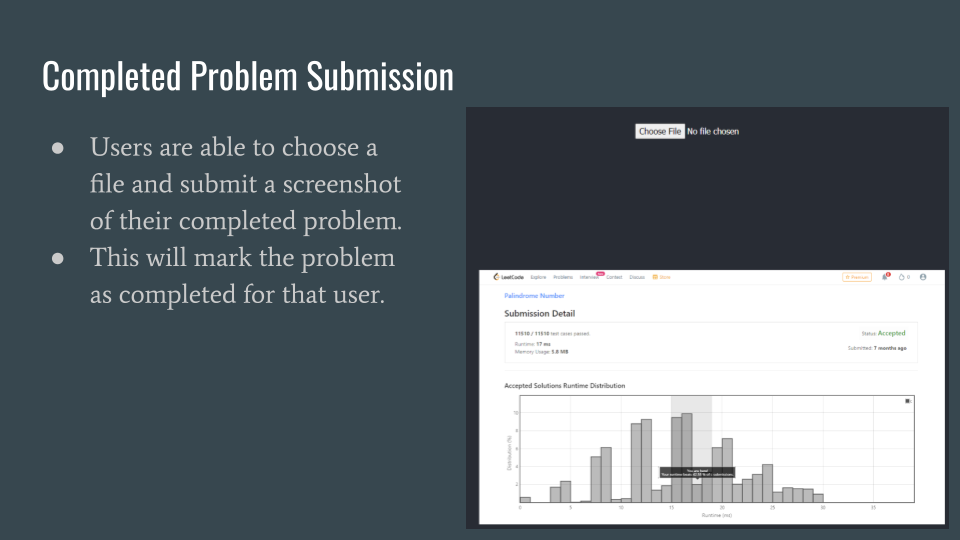 Completed Problem Submission
● Users are able to choose a
file and submit a screenshot
of their completed problem.
● This will mark the problem
as completed for that user.
Choose File No file chosen
LeetCode Explore Problems Interview Contest Discuss Store Premium 0
Palindrome Number
Submission Detail
11510 / 11510 test cases passed. Status: Accepted
Runtime: 17 ms
Memory Usage: 5.8 MB Submitted: 7 months ago
Accepted Solutions Runtime Distribution
Distribution (%)
10
8
6
4
2
You are here!
0 5 10 15 20 25 30 35
Runtime (ms)